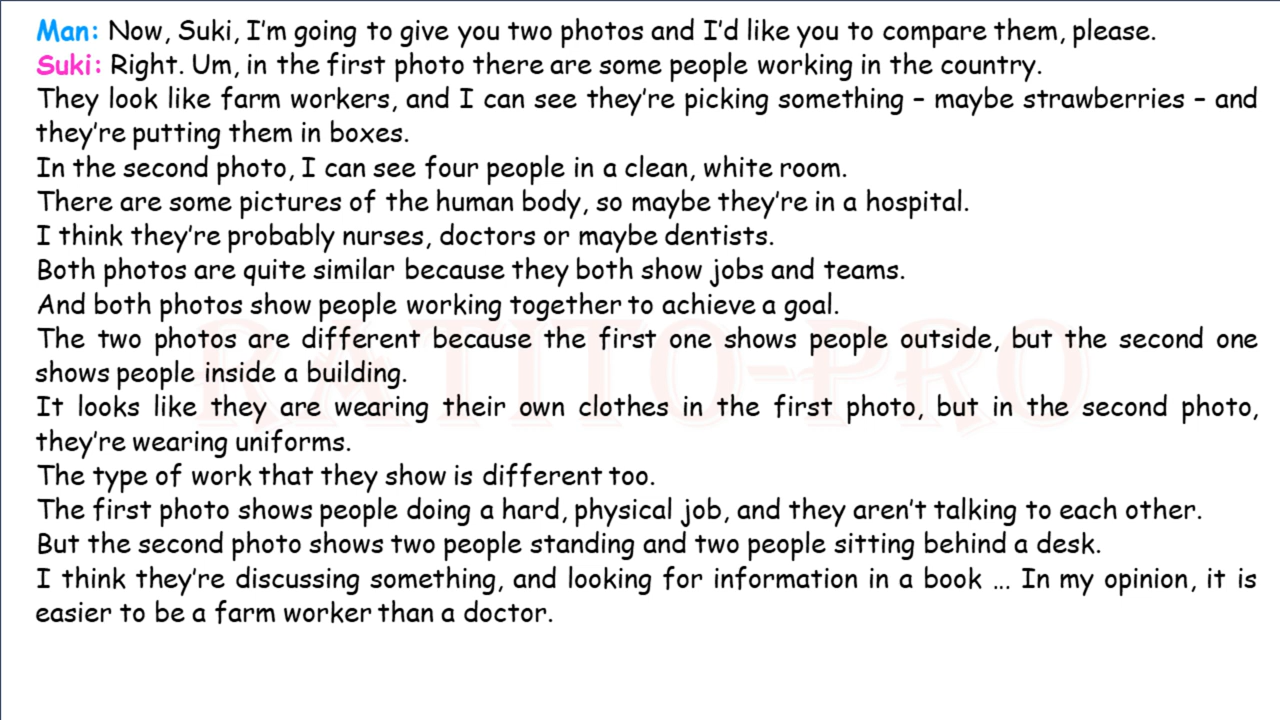 Man: Now, Suki, I'm going to give you two photos and I'd like you to compare them, please.
Suki: Right. Um, in the first photo there are some people working in the country.
They look like farm workers, and I can see they're picking something – maybe strawberries – and
they're putting them in boxes.
In the second photo, I can see four people in a clean, white room.
There are some pictures of the human body, so maybe they're in a hospital.
I think they're probably nurses, doctors or maybe dentists.
Both photos are quite similar because they both show jobs and teams.
And both photos show people working together to achieve a goal.
The two photos are different because the first one shows people outside, but the second one
shows people inside a building.
RATITO-PRO
It looks like they are wearing their own clothes in the first photo, but in the second photo,
they're wearing uniforms.
The type of work that they show is different too.
The first photo shows people doing a hard, physical job, and they aren't talking to each other.
But the second photo shows two people standing and two people sitting behind a desk.
I think they're discussing something, and looking for information in a book … In my opinion, it is
easier to be a farm worker than a doctor.